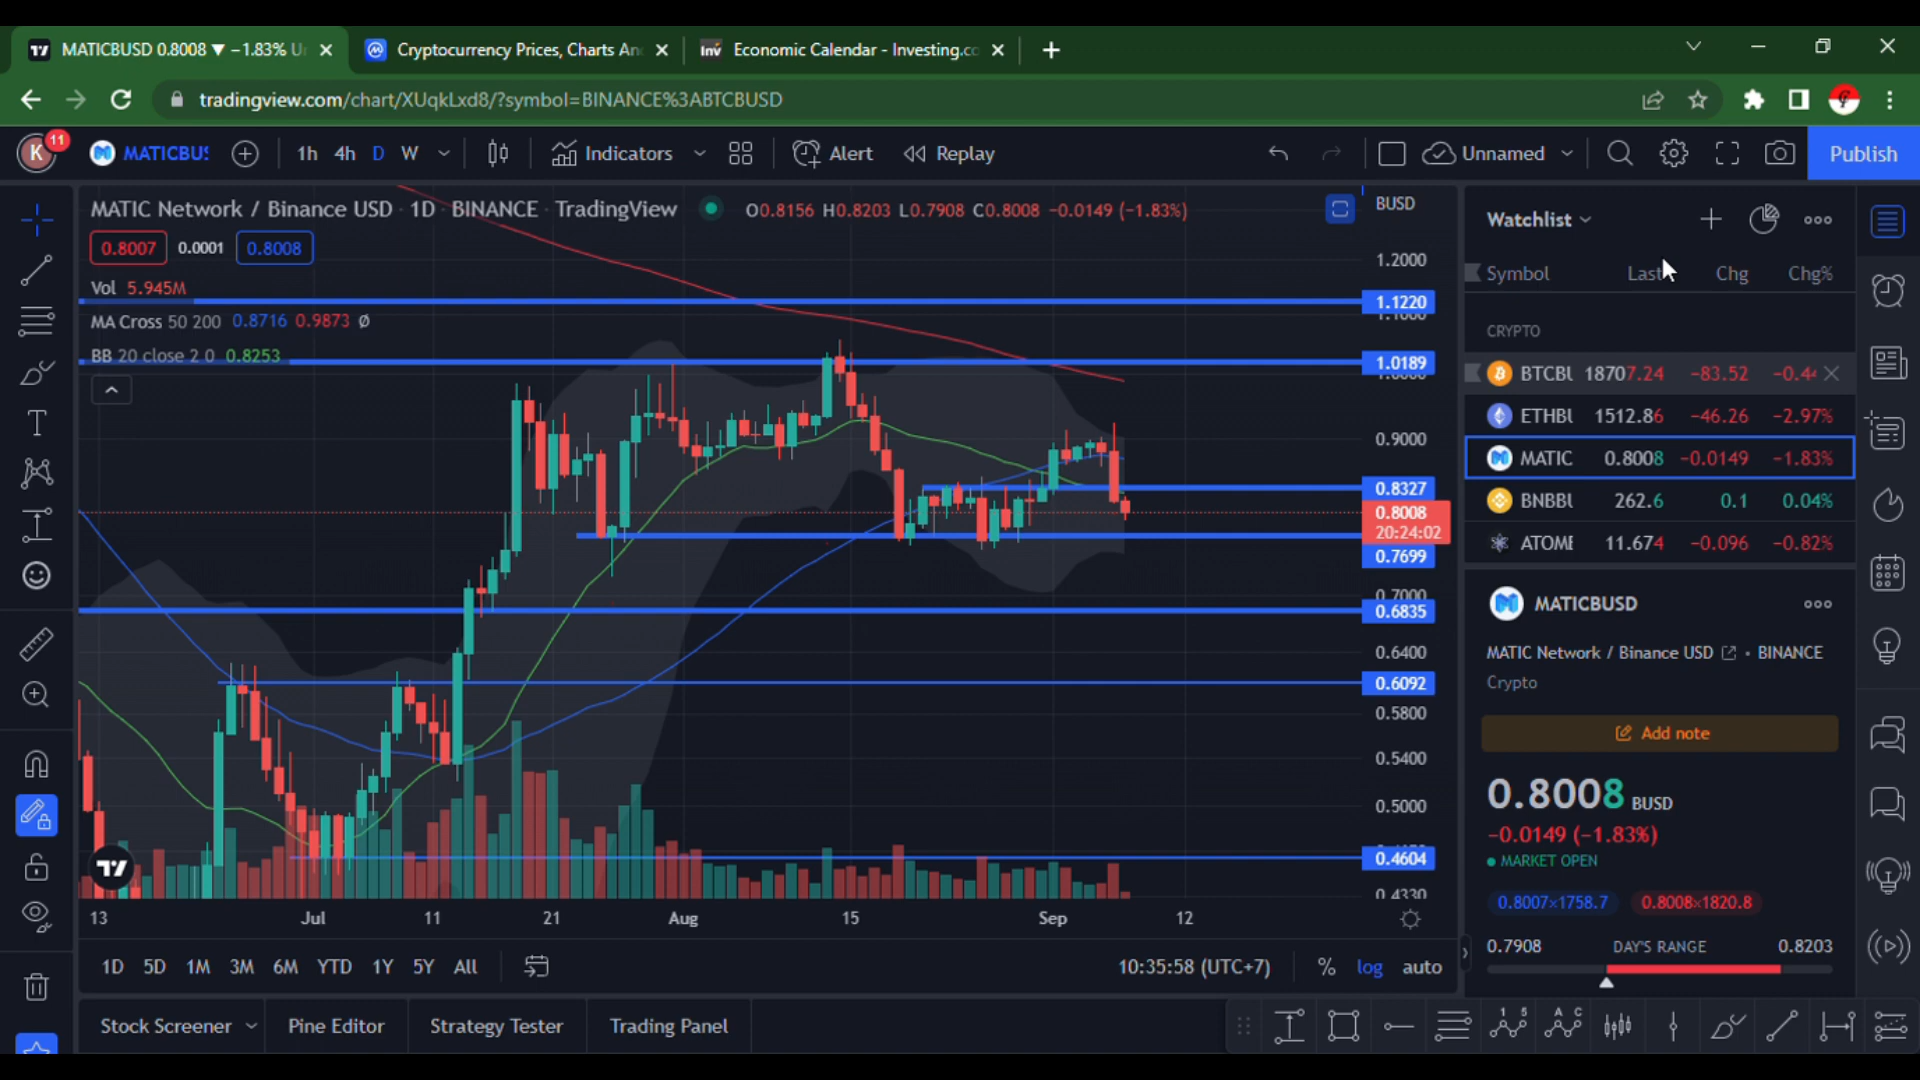 MATICBUSD 0.8008 ▼ −1.83% U
Cryptocurrency Prices, Charts An
Economic Calendar - Investing.co
tradingview.com/chart/XUqkLxd8/?symbol=BINANCE%3ABTCBUSD
K 11 MATICBUS 1h 4h D W Indicators Alert Replay Unnamed Publish
MATIC Network / Binance USD · 1D · BINANCE · TradingView O0.8156 H0.8203 L0.7908 C0.8008 −0.0149 (−1.83%)
0.8007 0.0001 0.8008
Vol 5.945M
MA Cross 50 200 0.8716 0.9873 Ø
BB 20 close 2 0 0.8253
BUSD
1.2000
1.1220
1.0189
0.9000
0.8327
0.8008
20:24:02
0.7699
0.7000
0.6835
0.6400
0.6092
0.5800
0.5400
0.5000
0.4604
0.4330
13 Jul 11 21 Aug 15 Sep 12
1D 5D 1M 3M 6M YTD 1Y 5Y All 10:35:58 (UTC+7) % log auto
Stock Screener Pine Editor Strategy Tester Trading Panel
Watchlist
Symbol Last Chg Chg%
CRYPTO
BTCBU 18707.24 −83.52 −0.44
ETHBU 1512.86 −46.26 −2.97%
MATIC 0.8008 −0.0149 −1.83%
BNBBU 262.6 0.1 0.04%
ATOME 11.674 −0.096 −0.82%
MATICBUSD
MATIC Network / Binance USD • BINANCE
Crypto
Add note
0.8008 BUSD
−0.0149 (−1.83%)
MARKET OPEN
0.8007×1758.7 0.8008×1820.8
0.7908 DAY'S RANGE 0.8203